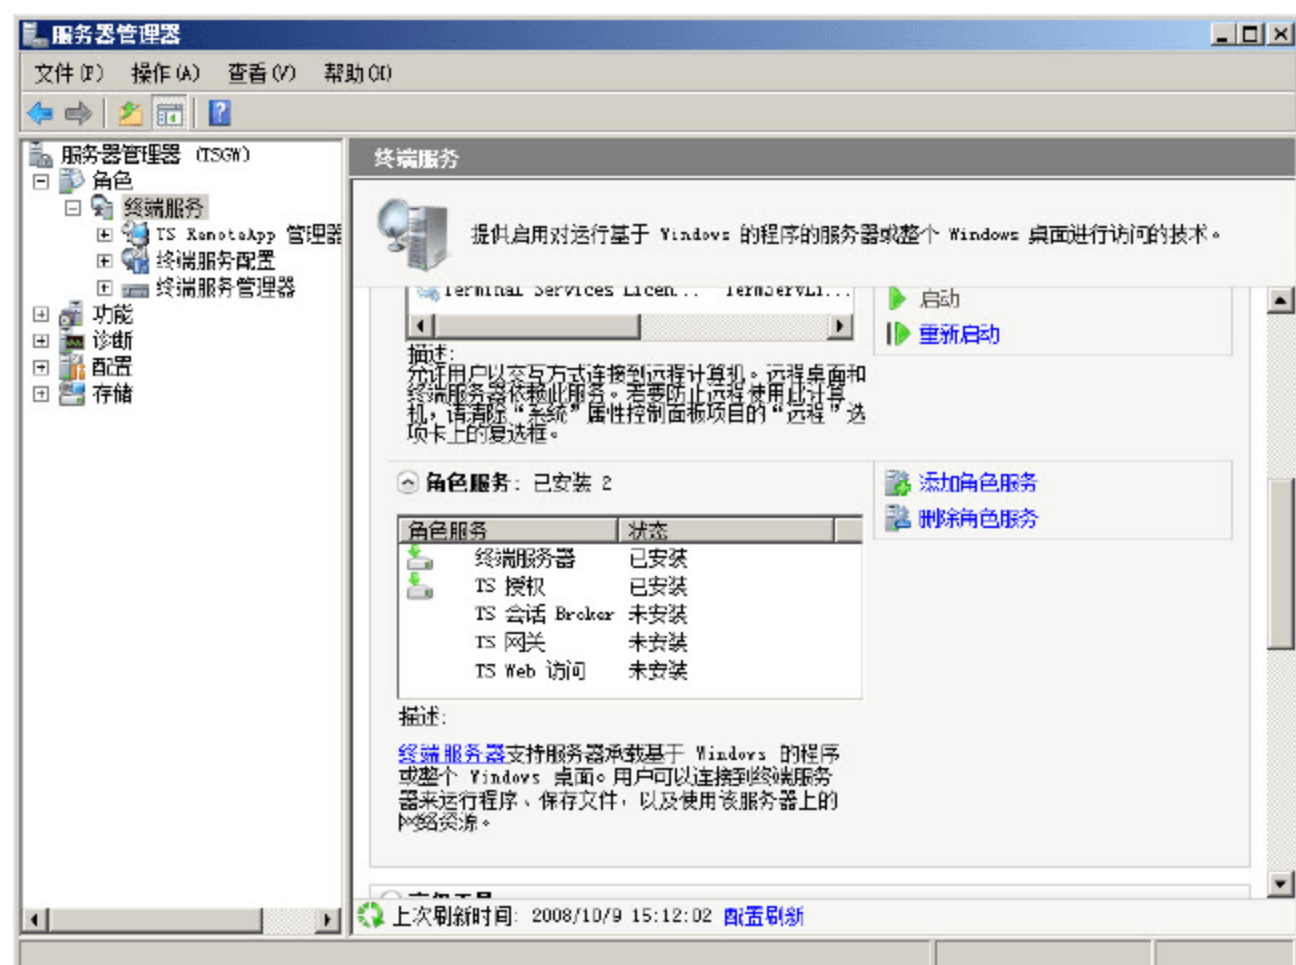 服务器管理器
文件(F) 操作(A) 查看(V) 帮助(H)
服务器管理器 (TSGW)
角色
终端服务
TS RemoteApp 管理器
终端服务配置
终端服务管理器
功能
诊断
配置
存储
终端服务
提供启用对运行基于 Windows 的程序的服务器或整个 Windows 桌面进行访问的技术。
Terminal Services Licen... TermServLi...
启动
重新启动
描述:
允许用户以交互方式连接到远程计算机。远程桌面和
终端服务器依赖此服务。若要防止远程使用此计算
机，请清除“系统”属性控制面板项目的“远程”选
项卡上的复选框。
角色服务: 已安装 2
添加角色服务
删除角色服务
角色服务 状态
终端服务器 已安装
TS 授权 已安装
TS 会话 Broker 未安装
TS 网关 未安装
TS Web 访问 未安装
描述:
终端服务器支持服务器承载基于 Windows 的程序
或整个 Windows 桌面。用户可以连接到终端服务
器来运行程序、保存文件，以及使用该服务器上的
网络资源。
上次刷新时间: 2008/10/9 15:12:02 配置刷新